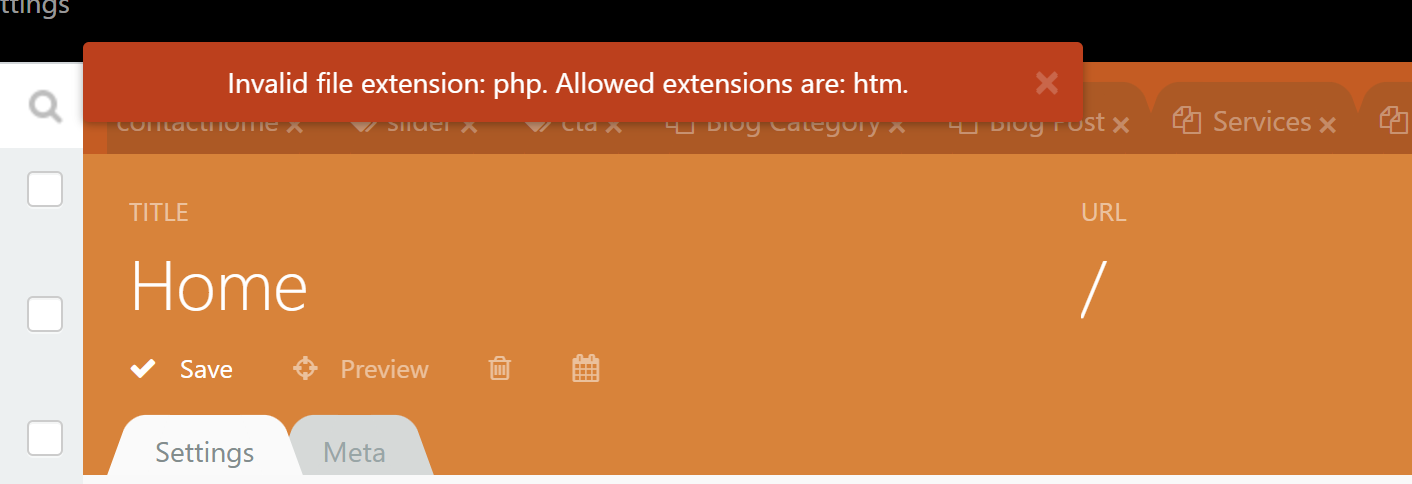 ttings
Invalid file extension: php. Allowed extensions are: htm.
contacthome slider cta Blog Category Blog Post Services
TITLE
URL
Home
/
Save Preview
Settings Meta